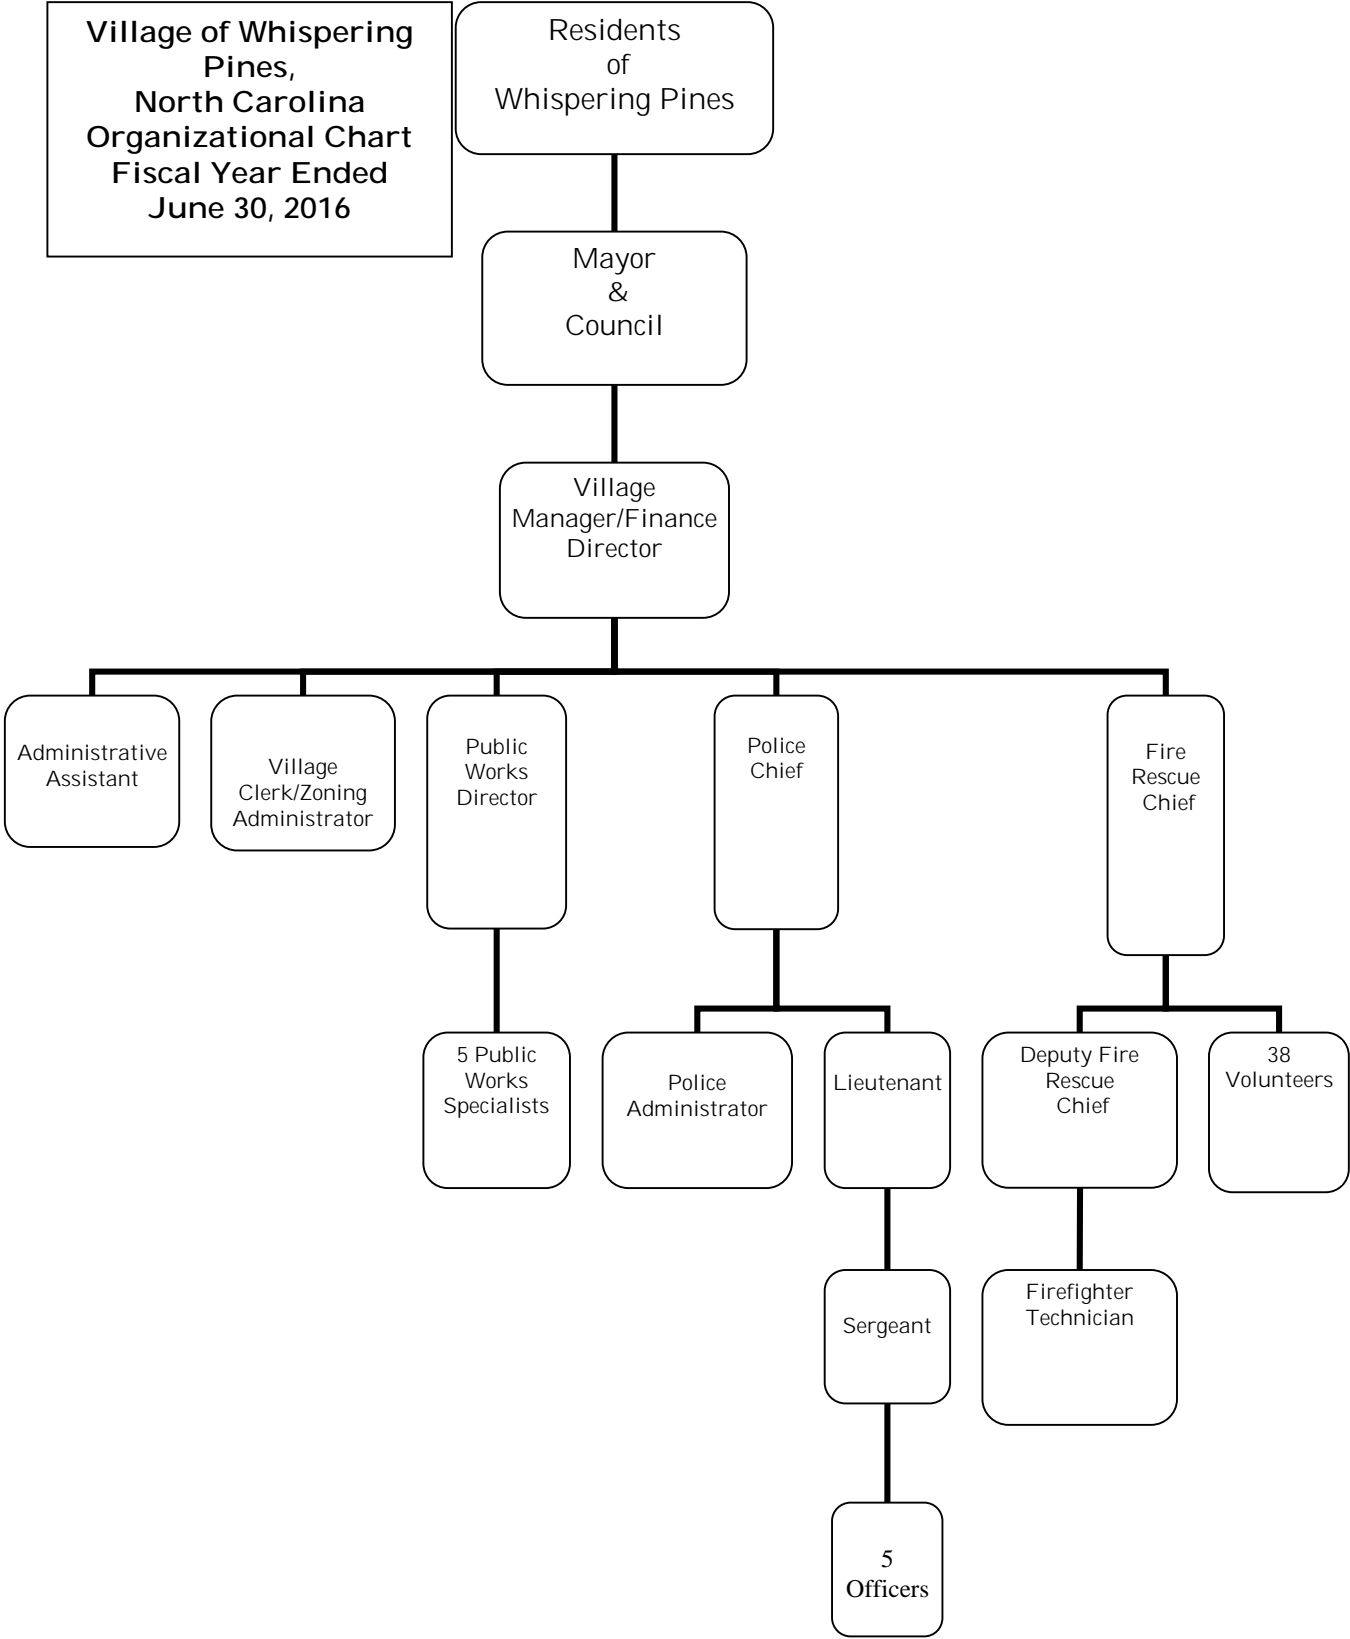 Village of Whispering
Pines,
North Carolina
Organizational Chart
Fiscal Year Ended
June 30, 2016
Residents
of
Whispering Pines
Mayor
&
Council
Village
Manager/Finance
Director
Administrative
Assistant
Village
Clerk/Zoning
Administrator
Public
Works
Director
Police
Chief
Fire
Rescue
Chief
5 Public
Works
Specialists
Police
Administrator
Lieutenant
Deputy Fire
Rescue
Chief
38
Volunteers
Sergeant
Firefighter
Technician
5
Officers